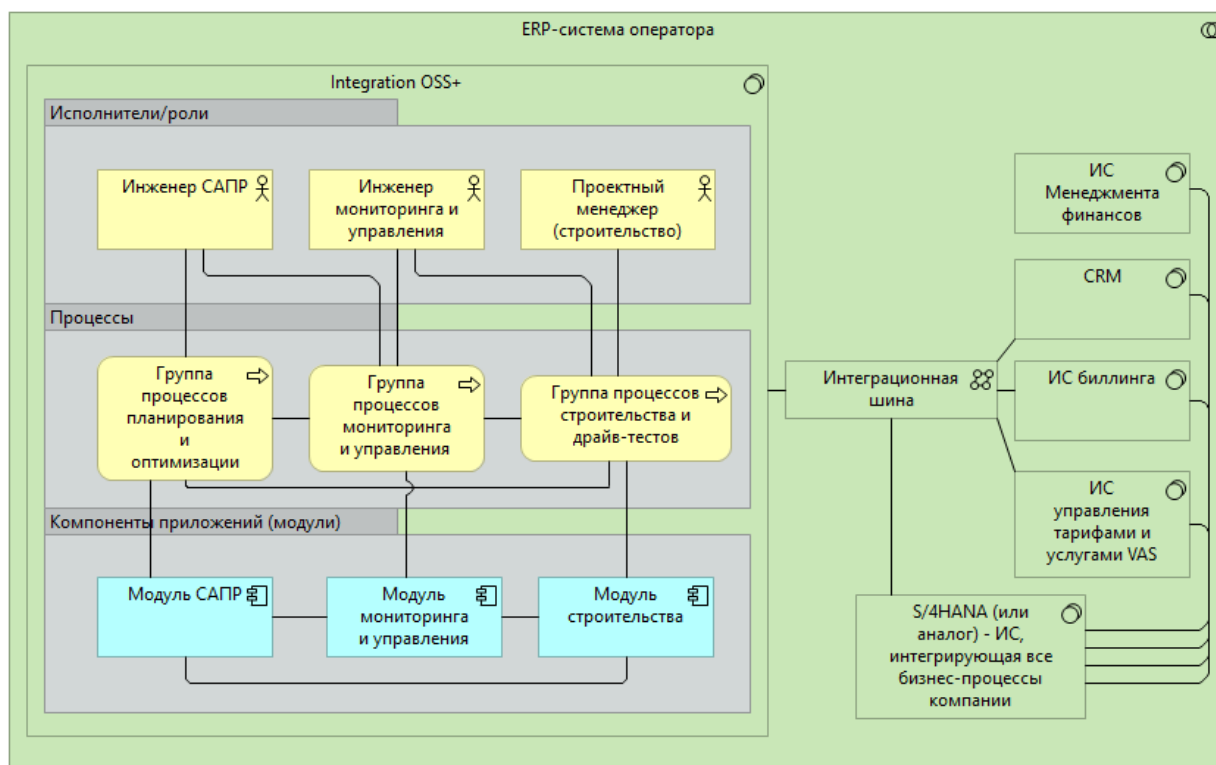 ERP-система оператора
Integration OSS+
Исполнители/роли
Инженер САПР
Инженер
мониторинга и
управления
Проектный
менеджер
(строительство)
Процессы
Группа
процессов
планирования
и
оптимизации
Группа
процессов
мониторинга
и управления
Группа процессов
строительства и
драйв-тестов
Компоненты приложений (модули)
Модуль САПР
Модуль
мониторинга
и управления
Модуль
строительства
Интеграционная
шина
ИС
Менеджмента
финансов
CRM
ИС биллинга
ИС
управления
тарифами и
услугами VAS
S/4HANA (или
аналог) - ИС,
интегрирующая все
бизнес-процессы
компании